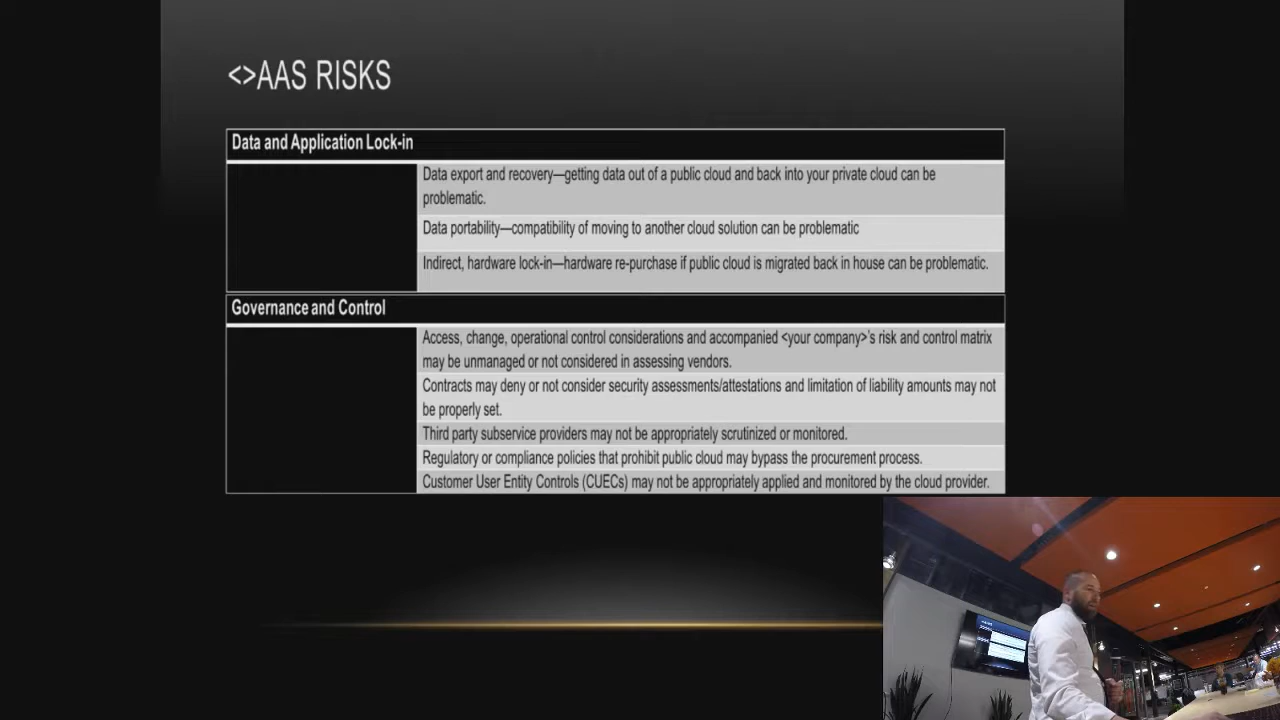 <>AAS RISKS
Data and Application Lock-in
Data export and recovery—getting data out of a public cloud and back into your private cloud can be
problematic.
Data portability—compatibility of moving to another cloud solution can be problematic
Indirect, hardware lock-in—hardware re-purchase if public cloud is migrated back in house can be problematic.
Governance and Control
Access, change, operational control considerations and accompanied <your company>'s risk and control matrix
may be unmanaged or not considered in assessing vendors.
Contracts may deny or not consider security assessments/attestations and limitation of liability amounts may not
be properly set.
Third party subservice providers may not be appropriately scrutinized or monitored.
Regulatory or compliance policies that prohibit public cloud may bypass the procurement process.
Customer User Entity Controls (CUECs) may not be appropriately applied and monitored by the cloud provider.